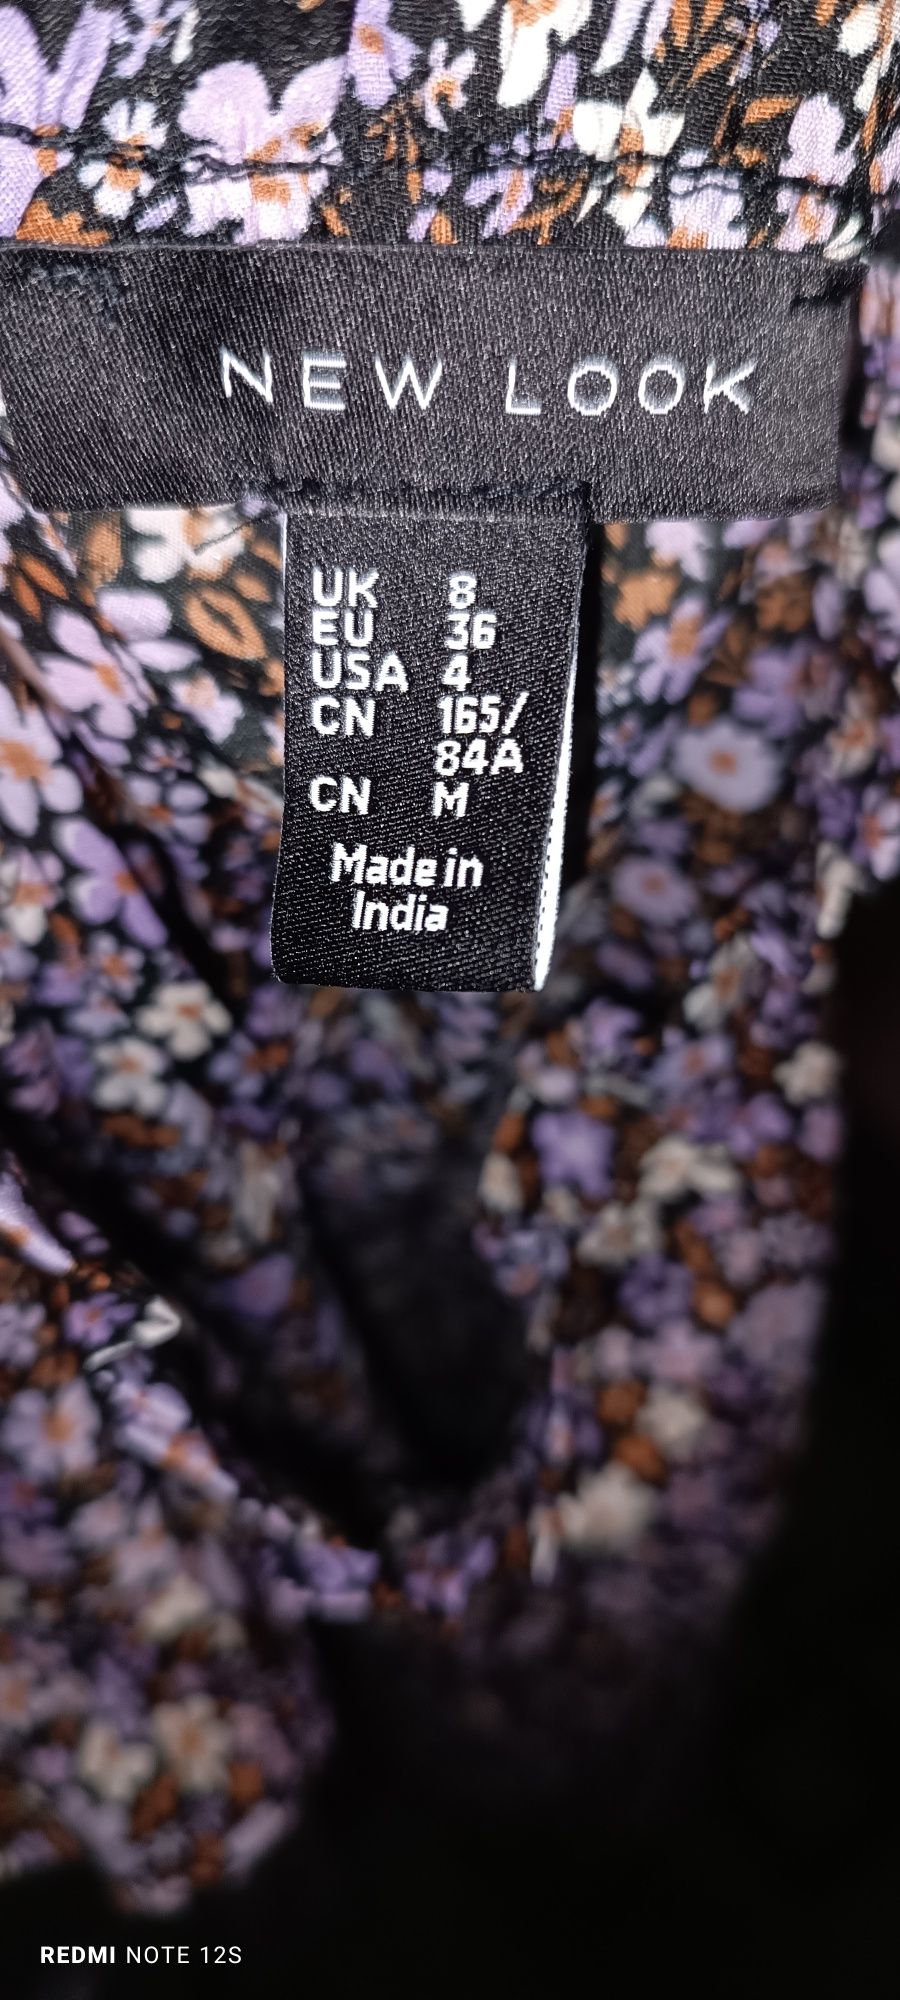 NEW LOOK
UK 8
EU 36
USA 4
CN 165/
84A
CN M
Made in
India
REDMI NOTE 12S